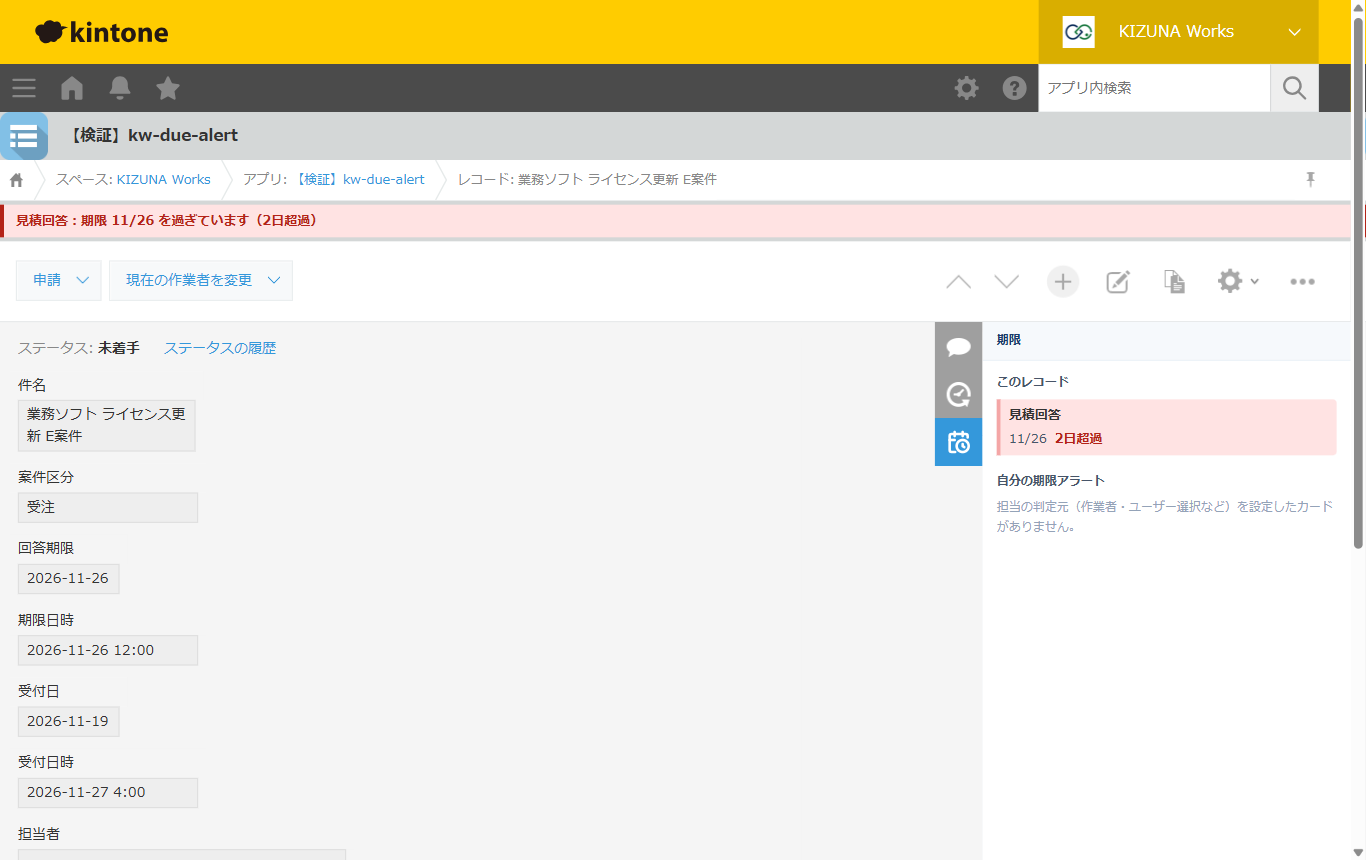 kintone
KIZUNA Works
アプリ内検索
【検証】kw-due-alert
スペース: KIZUNA Works
アプリ: 【検証】kw-due-alert
レコード: 業務ソフト ライセンス更新 E案件
見積回答：期限 11/26 を過ぎています（2日超過）
申請
現在の作業者を変更
ステータス: 未着手 ステータスの履歴
件名
業務ソフト ライセンス更
新 E案件
案件区分
受注
回答期限
2026-11-26
期限日時
2026-11-26 12:00
受付日
2026-11-19
受付日時
2026-11-27 4:00
担当者
期限
このレコード
見積回答
11/26 2日超過
自分の期限アラート
担当の判定元（作業者・ユーザー選択など）を設定したカード
がありません。